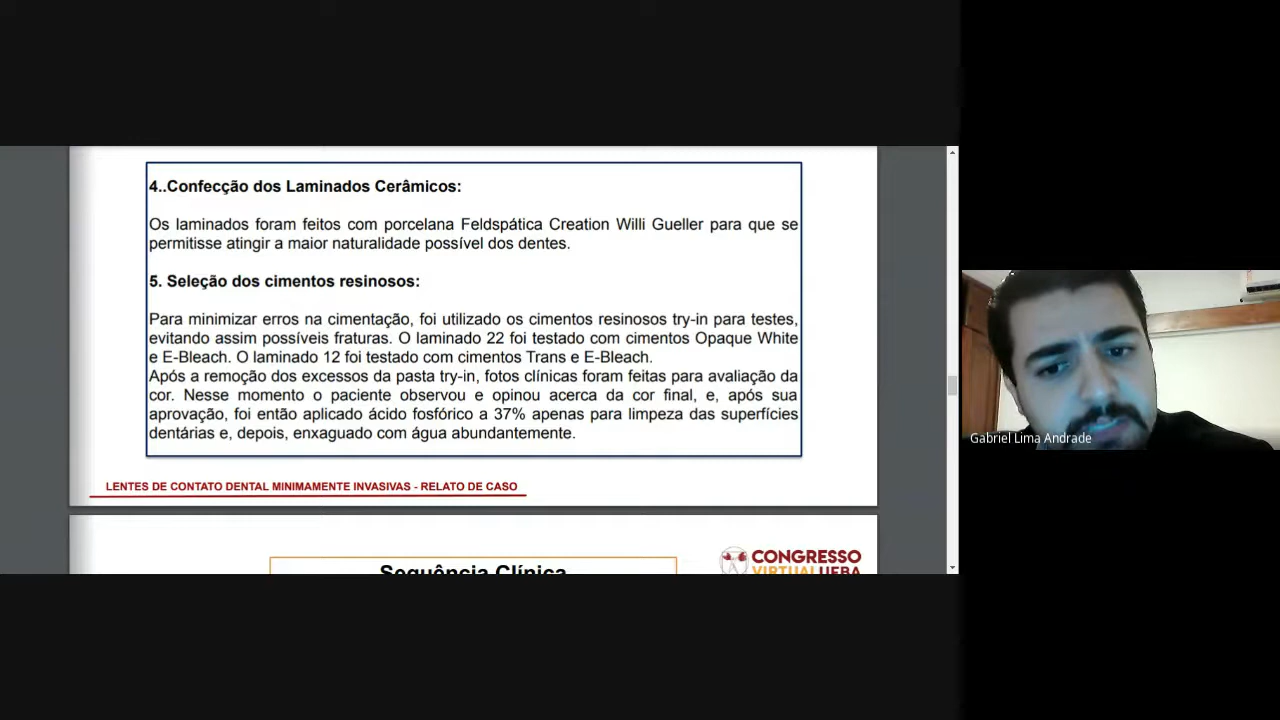 4..Confecção dos Laminados Cerâmicos:
Os laminados foram feitos com porcelana Feldspática Creation Willi Gueller para que se
permitisse atingir a maior naturalidade possível dos dentes.
5. Seleção dos cimentos resinosos:
Para minimizar erros na cimentação, foi utilizado os cimentos resinosos try-in para testes,
evitando assim possíveis fraturas. O laminado 22 foi testado com cimentos Opaque White
e E-Bleach. O laminado 12 foi testado com cimentos Trans e E-Bleach.
Após a remoção dos excessos da pasta try-in, fotos clínicas foram feitas para avaliação da
cor. Nesse momento o paciente observou e opinou acerca da cor final, e, após sua
aprovação, foi então aplicado ácido fosfórico a 37% apenas para limpeza das superfícies
dentárias e, depois, enxaguado com água abundantemente.
LENTES DE CONTATO DENTAL MINIMAMENTE INVASIVAS - RELATO DE CASO
Sequência Clínica
CONGRESSO
VIRTUAL UFBA
Gabriel Lima Andrade